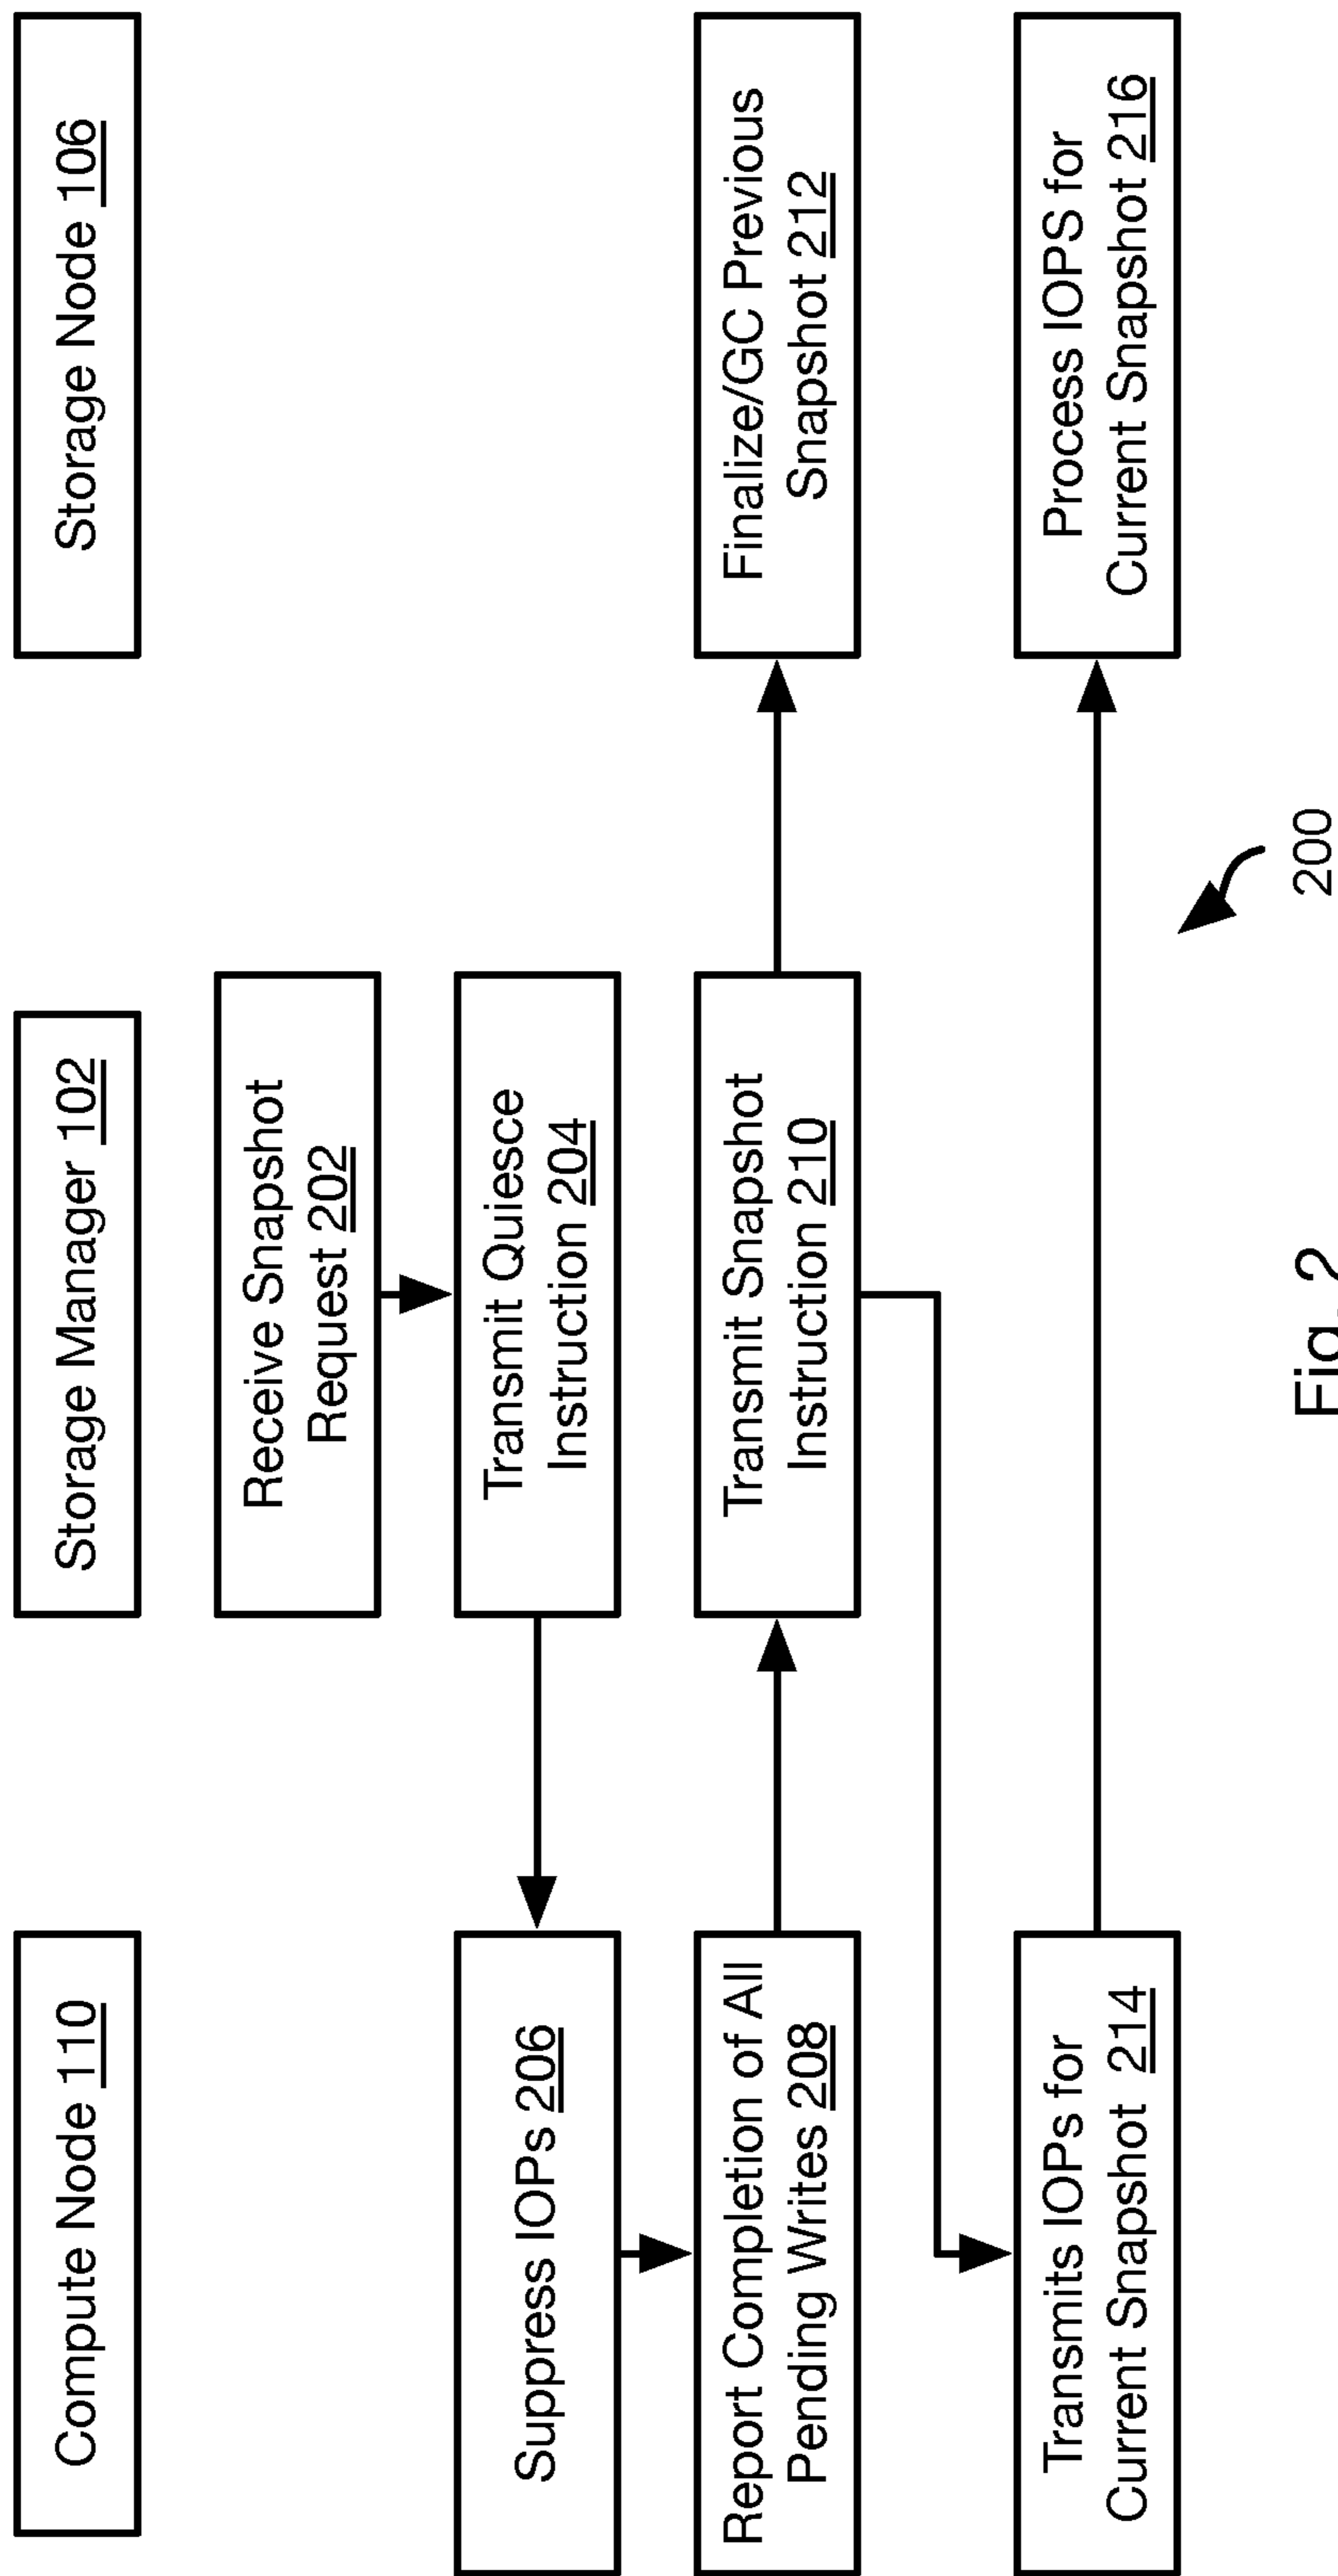 Compute Node 110
Storage Manager 102
Storage Node 106
Receive Snapshot
Request 202
Suppress IOPs 206
Transmit Quiesce
Instruction 204
Report Completion of All
Pending Writes 208
Transmit Snapshot
Instruction 210
Finalize/GC Previous
Snapshot 212
Transmits IOPs for
Current Snapshot 214
Process IOPS for
Current Snapshot 216
200
Fig. 2